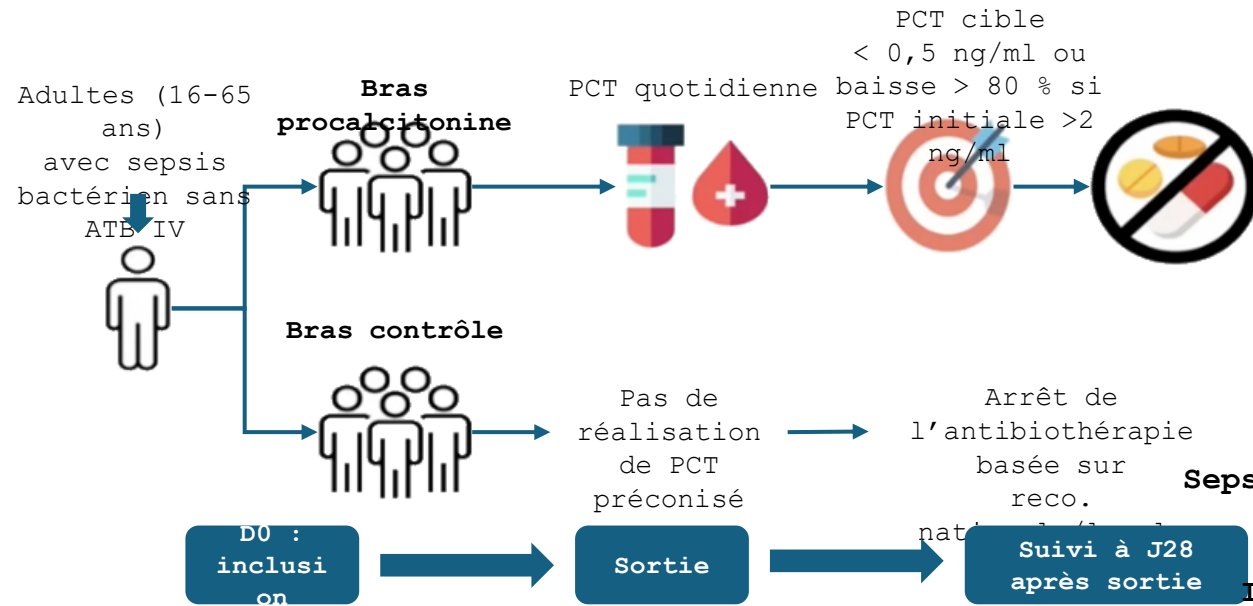 Adultes (16-65
ans)
avec sepsis
bactérien sans
ATB IV
Bras
procalcitonine
PCT quotidienne
PCT cible
< 0,5 ng/ml ou
baisse > 80 % si
PCT initiale >2
ng/ml
Bras contrôle
Pas de
réalisation
de PCT
préconisé
Arrêt de
l’antibiothérapie
basée sur
reco.
D0 :
inclusi
on
Sortie
Suivi à J28
après sortie